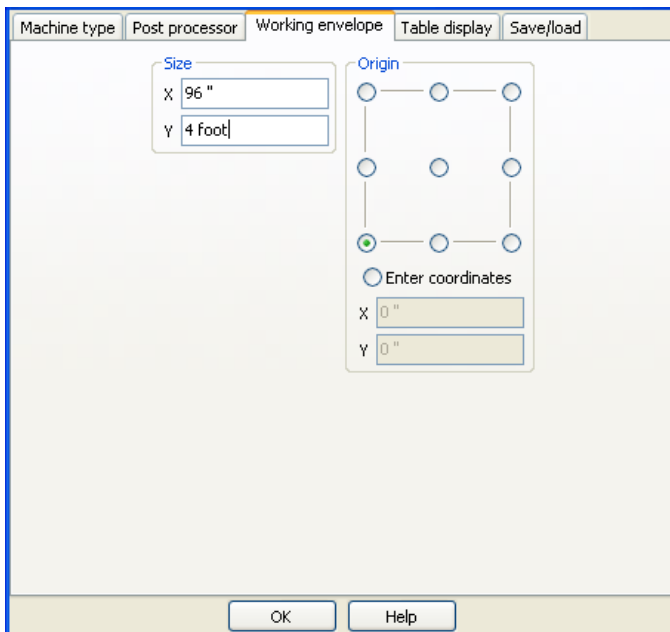 Machine type Post processor Working envelope Table display Save/load
Size
X 96 "
Y 4 foot
Origin
Enter coordinates
X 0 "
Y 0 "
OK Help